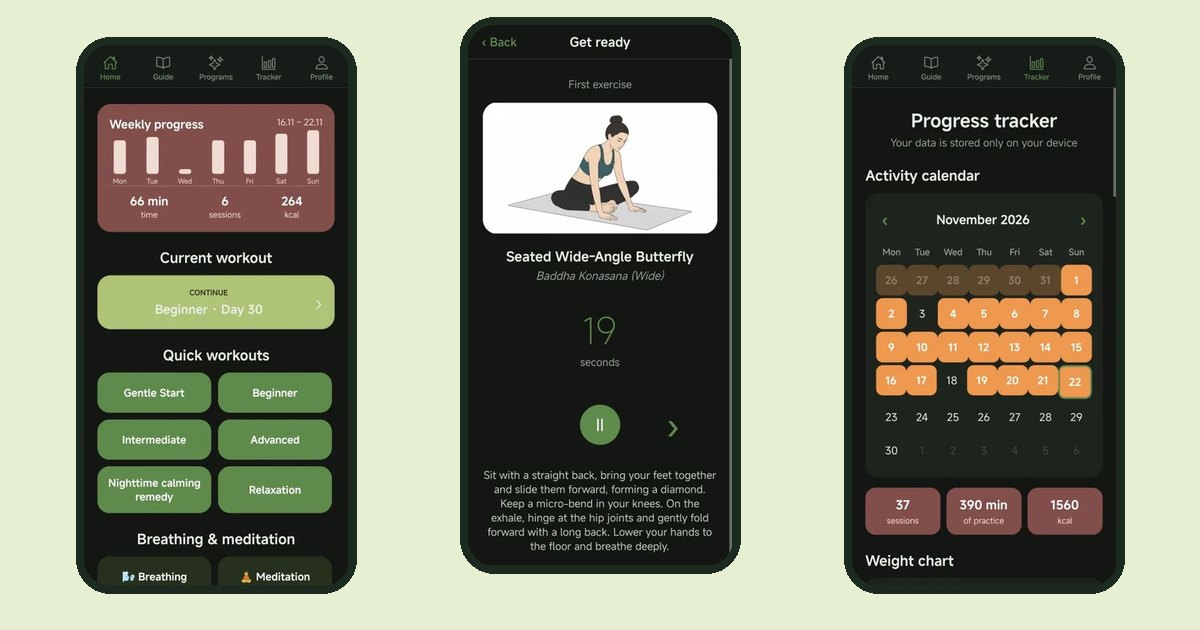 Home Guide Programs Tracker Profile
Weekly progress 16.11 – 22.11
Mon Tue Wed Thu Fri Sat Sun
66 min 6 264
time sessions kcal
Current workout
CONTINUE
Beginner · Day 30 ›
Quick workouts
Gentle Start Beginner
Intermediate Advanced
Nighttime calming
remedy
Relaxation
Breathing & meditation
🌬️ Breathing 🧘 Meditation
‹ Back Get ready
First exercise
Seated Wide-Angle Butterfly
Baddha Konasana (Wide)
19
seconds
Sit with a straight back, bring your feet together
and slide them forward, forming a diamond.
Keep a micro-bend in your knees. On the
exhale, hinge at the hip joints and gently fold
forward with a long back. Lower your hands to
the floor and breathe deeply.
Home Guide Programs Tracker Profile
Progress tracker
Your data is stored only on your device
Activity calendar
‹ November 2026 ›
Mon Tue Wed Thu Fri Sat Sun
26 27 28 29 30 31 1
2 3 4 5 6 7 8
9 10 11 12 13 14 15
16 17 18 19 20 21 22
23 24 25 26 27 28 29
30 1 2 3 4 5 6
37 390 min 1560
sessions of practice kcal
Weight chart